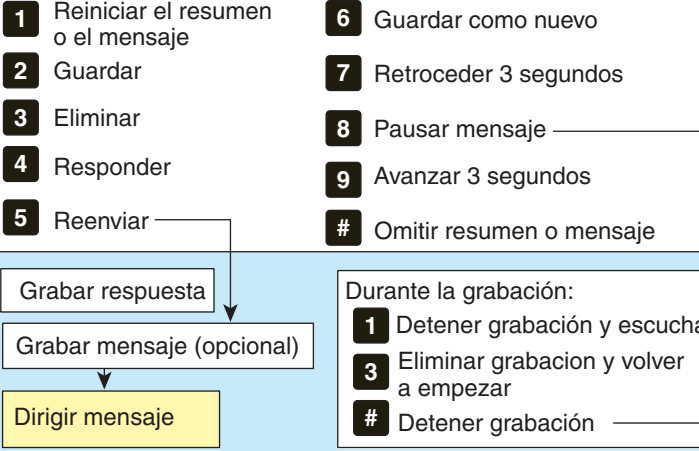 1 Reiniciar el resumen
o el mensaje
2 Guardar
3 Eliminar
4 Responder
5 Reenviar
6 Guardar como nuevo
7 Retroceder 3 segundos
8 Pausar mensaje
9 Avanzar 3 segundos
# Omitir resumen o mensaje
Grabar respuesta
Grabar mensaje (opcional)
Dirigir mensaje
Durante la grabación:
1 Detener grabación y escucha
3 Eliminar grabacion y volver
a empezar
# Detener grabación